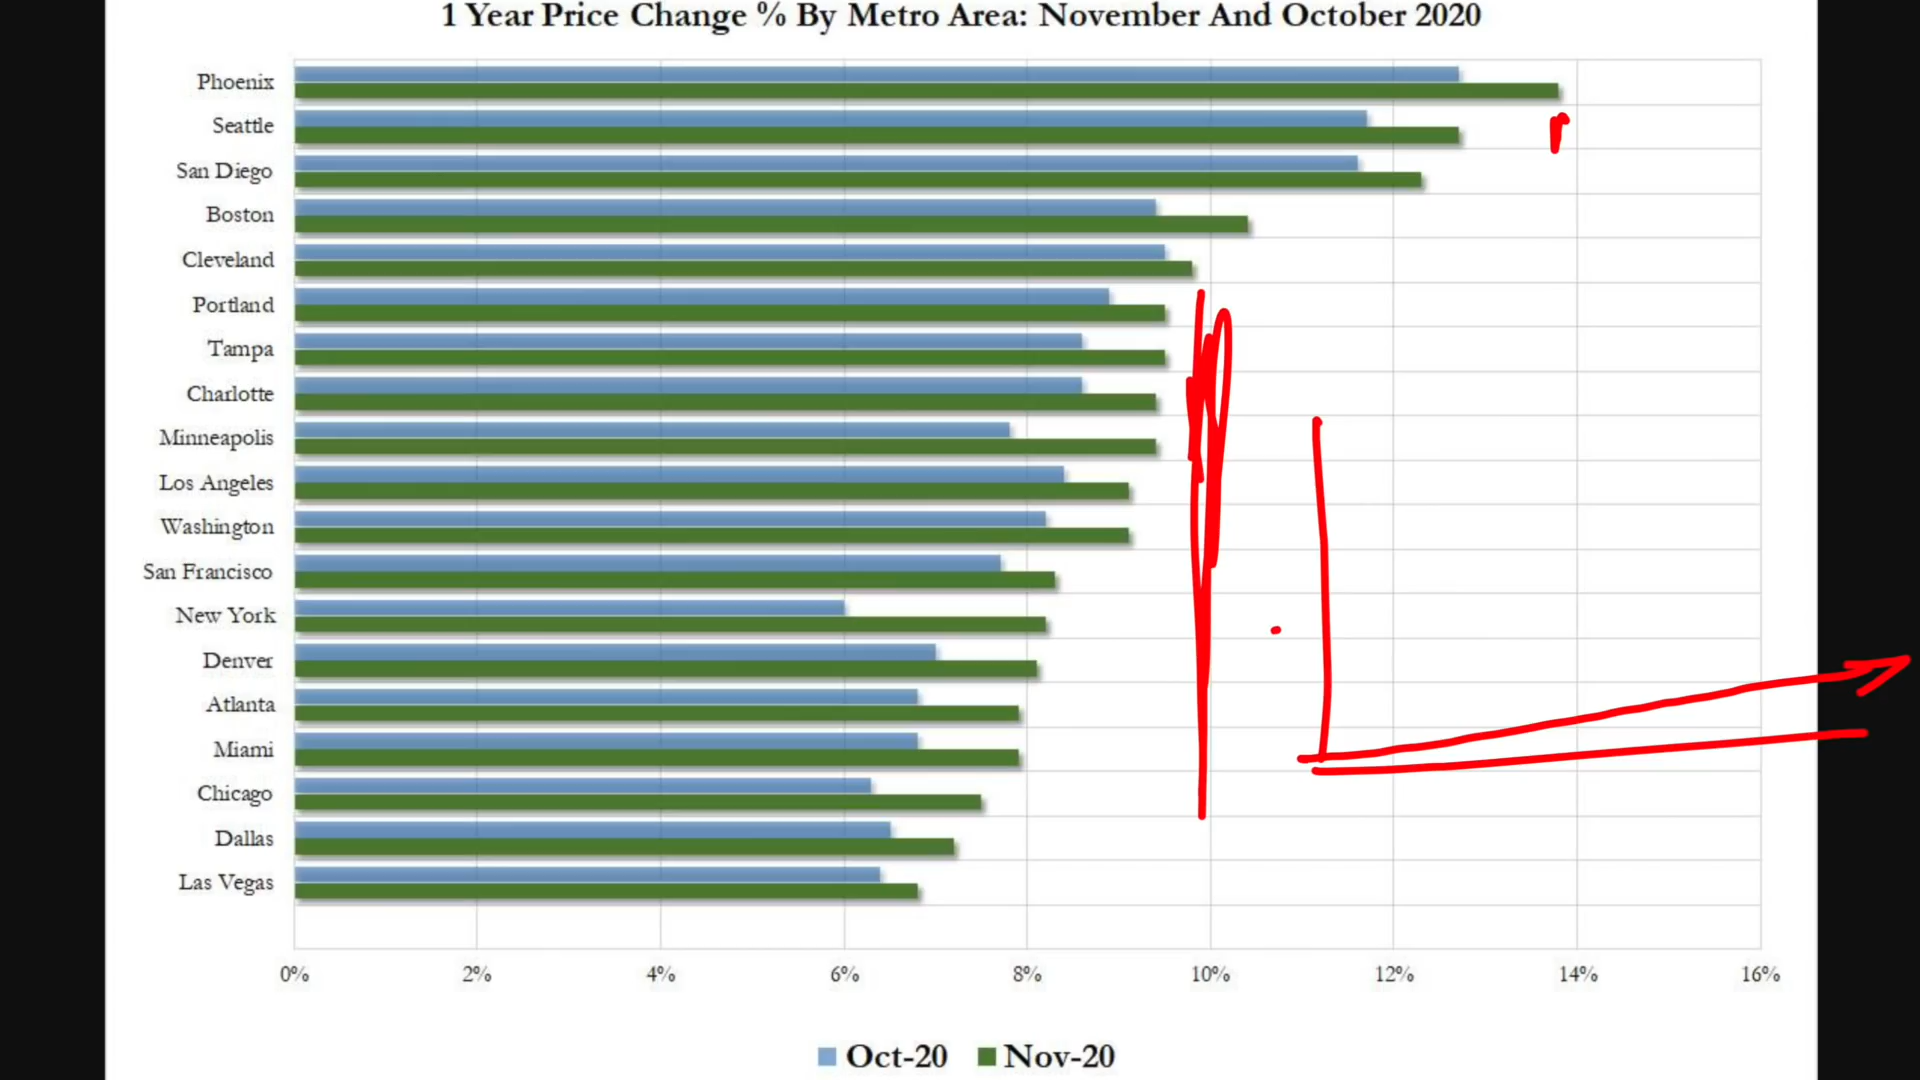 1 Year Price Change % By Metro Area: November And October 2020
Phoenix
Seattle
San Diego
Boston
Cleveland
Portland
Tampa
Charlotte
Minneapolis
Los Angeles
Washington
San Francisco
New York
Denver
Atlanta
Miami
Chicago
Dallas
Las Vegas
0% 2% 4% 6% 8% 10% 12% 14% 16%
Oct-20 Nov-20